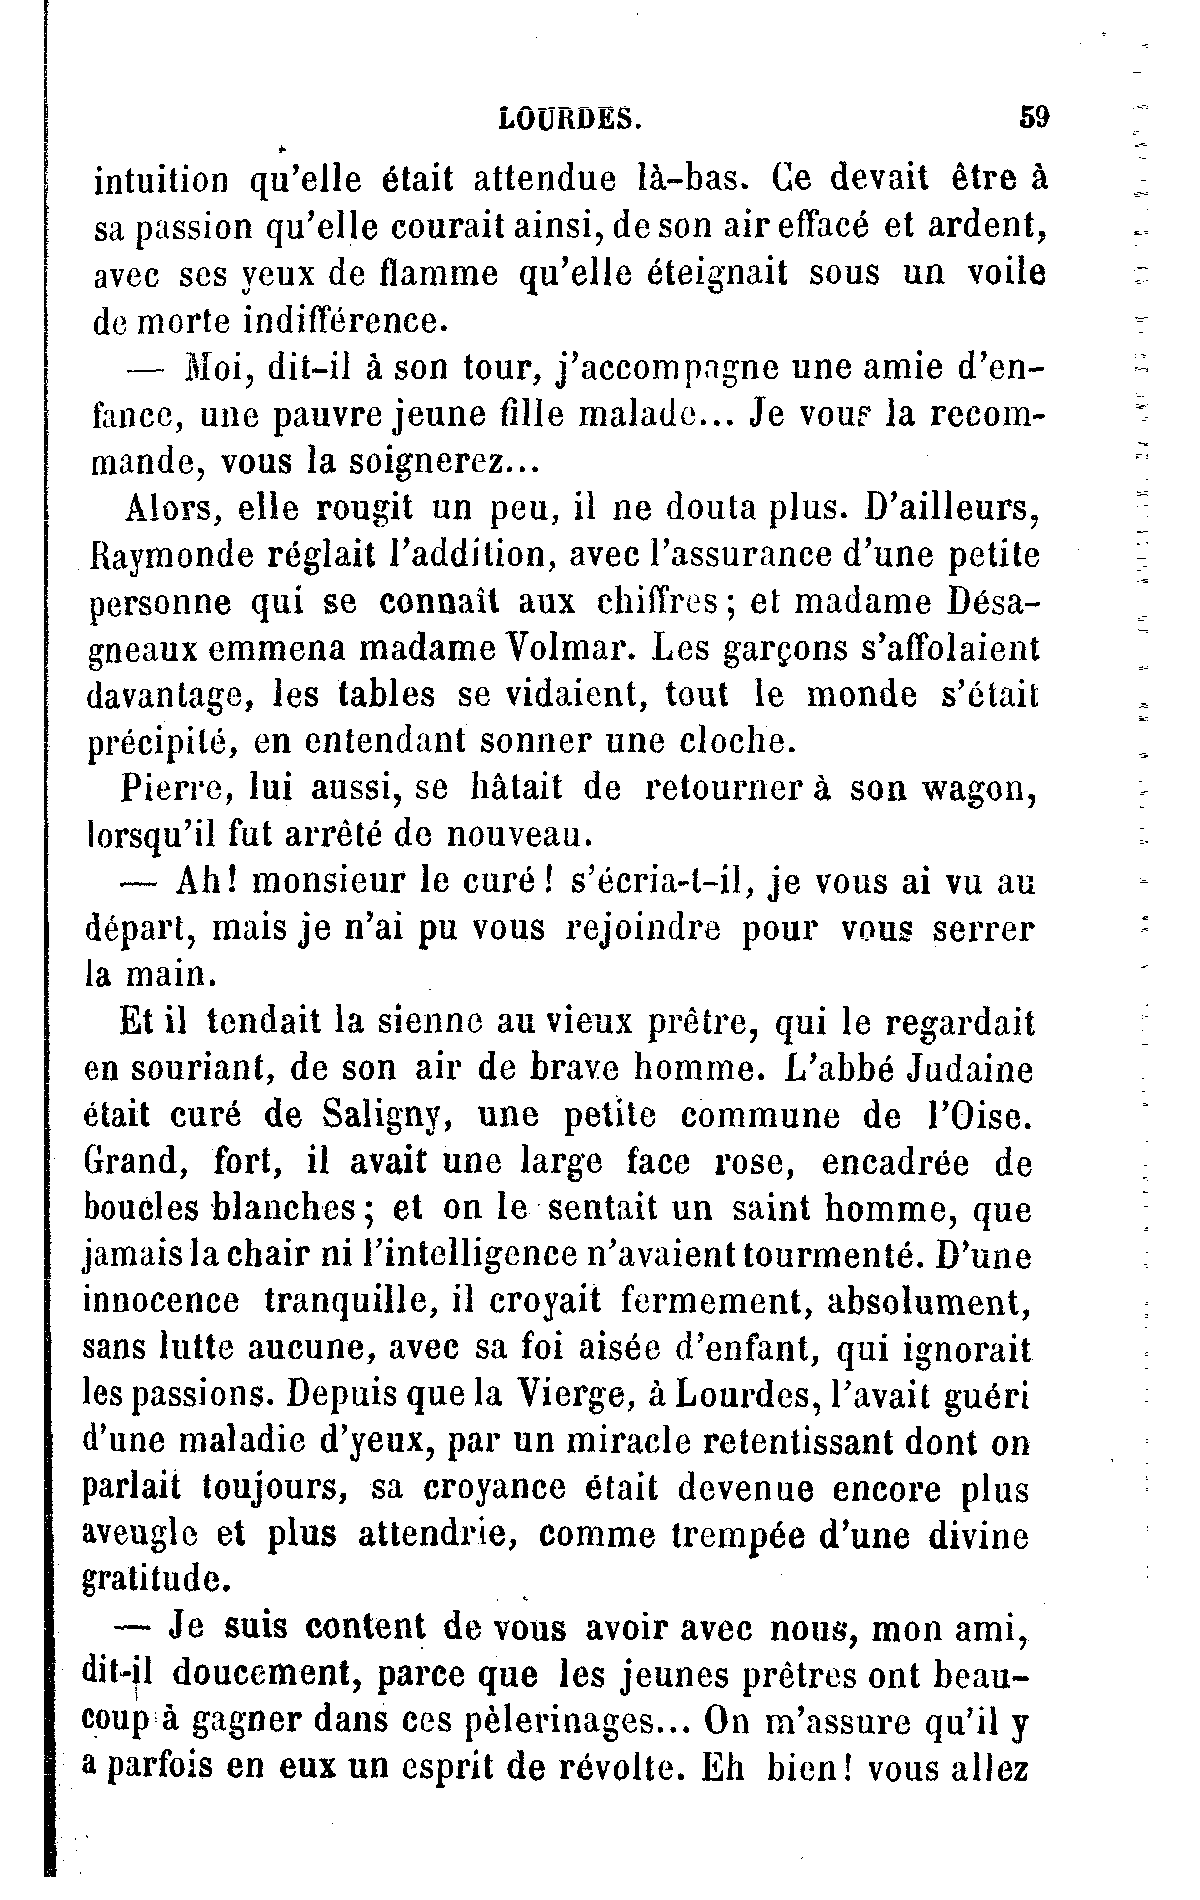 LOURDES. 59
intuition qu'elle était attendue là-bas. Ce devait être à
sa passion qu'elle courait ainsi, de son air effacé et ardent,
avec ses yeux de flamme qu'elle éteignait sous un voile
de morte indifférence.
— Moi, dit-il à son tour, j'accompagne une amie d'en-
fance, une pauvre jeune fille malade... Je vous la recom-
mande, vous la soignerez...
Alors, elle rougit un peu, il ne douta plus. D'ailleurs,
Raymonde réglait l'addition, avec l'assurance d'une petite
personne qui se connaît aux chiffres ; et madame Désa-
gneaux emmena madame Volmar. Les garçons s'affolaient
davantage, les tables se vidaient, tout le monde s'était
précipité, en entendant sonner une cloche.
Pierre, lui aussi, se hâtait de retourner à son wagon,
lorsqu'il fut arrêté de nouveau.
— Ah ! monsieur le curé ! s'écria-t-il, je vous ai vu au
départ, mais je n'ai pu vous rejoindre pour vous serrer
la main.
Et il tendait la sienne au vieux prêtre, qui le regardait
en souriant, de son air de brave homme. L'abbé Judaine
était curé de Saligny, une petite commune de l'Oise.
Grand, fort, il avait une large face rose, encadrée de
boucles blanches ; et on le sentait un saint homme, que
jamais la chair ni l'intelligence n'avaient tourmenté. D'une
innocence tranquille, il croyait fermement, absolument,
sans lutte aucune, avec sa foi aisée d'enfant, qui ignorait
les passions. Depuis que la Vierge, à Lourdes, l'avait guéri
d'une maladie d'yeux, par un miracle retentissant dont on
parlait toujours, sa croyance était devenue encore plus
aveugle et plus attendrie, comme trempée d'une divine
gratitude.
— Je suis content de vous avoir avec nous, mon ami,
dit-il doucement, parce que les jeunes prêtres ont beau-
coup à gagner dans ces pèlerinages... On m'assure qu'il y
a parfois en eux un esprit de révolte. Eh bien ! vous allez